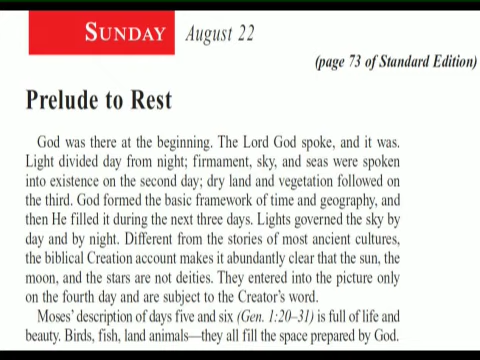 SUNDAY August 22
(page 73 of Standard Edition)
Prelude to Rest
God was there at the beginning. The Lord God spoke, and it was.
Light divided day from night; firmament, sky, and seas were spoken
into existence on the second day; dry land and vegetation followed on
the third. God formed the basic framework of time and geography, and
then He filled it during the next three days. Lights governed the sky by
day and by night. Different from the stories of most ancient cultures,
the biblical Creation account makes it abundantly clear that the sun, the
moon, and the stars are not deities. They entered into the picture only
on the fourth day and are subject to the Creator's word.
Moses' description of days five and six (Gen. 1:20–31) is full of life and
beauty. Birds, fish, land animals—they all fill the space prepared by God.